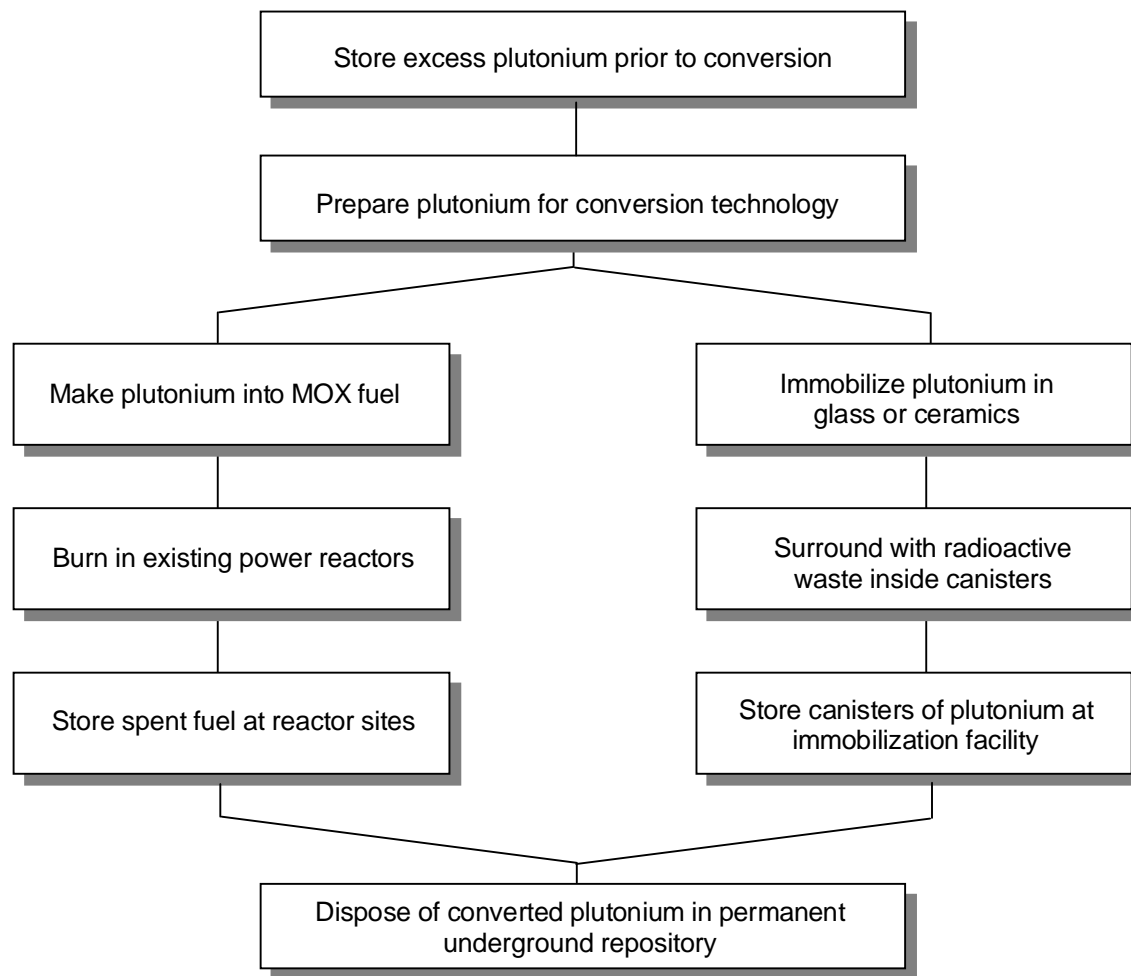 Store excess plutonium prior to conversion
Prepare plutonium for conversion technology
Make plutonium into MOX fuel
Immobilize plutonium in
glass or ceramics
Burn in existing power reactors
Surround with radioactive
waste inside canisters
Store spent fuel at reactor sites
Store canisters of plutonium at
immobilization facility
Dispose of converted plutonium in permanent
underground repository